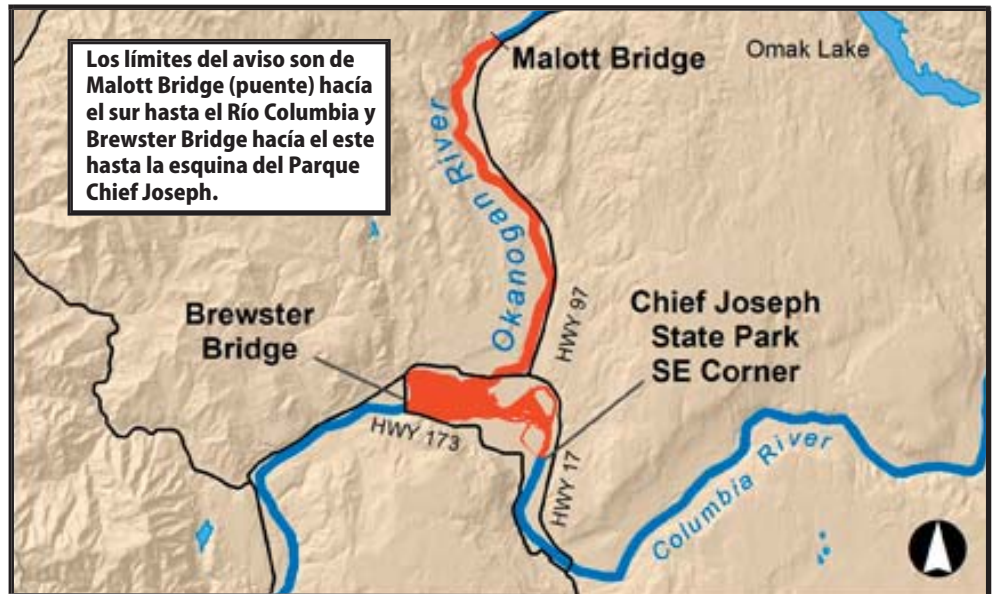 Los límites del aviso son de
Malott Bridge (puente) hacía
el sur hasta el Río Columbia y
Brewster Bridge hacía el este
hasta la esquina del Parque
Chief Joseph.
Malott Bridge
Omak Lake
Okanogan River
HWY 97
Brewster
Bridge
Chief Joseph
State Park
SE Corner
HWY 173
HWY 17
Columbia River